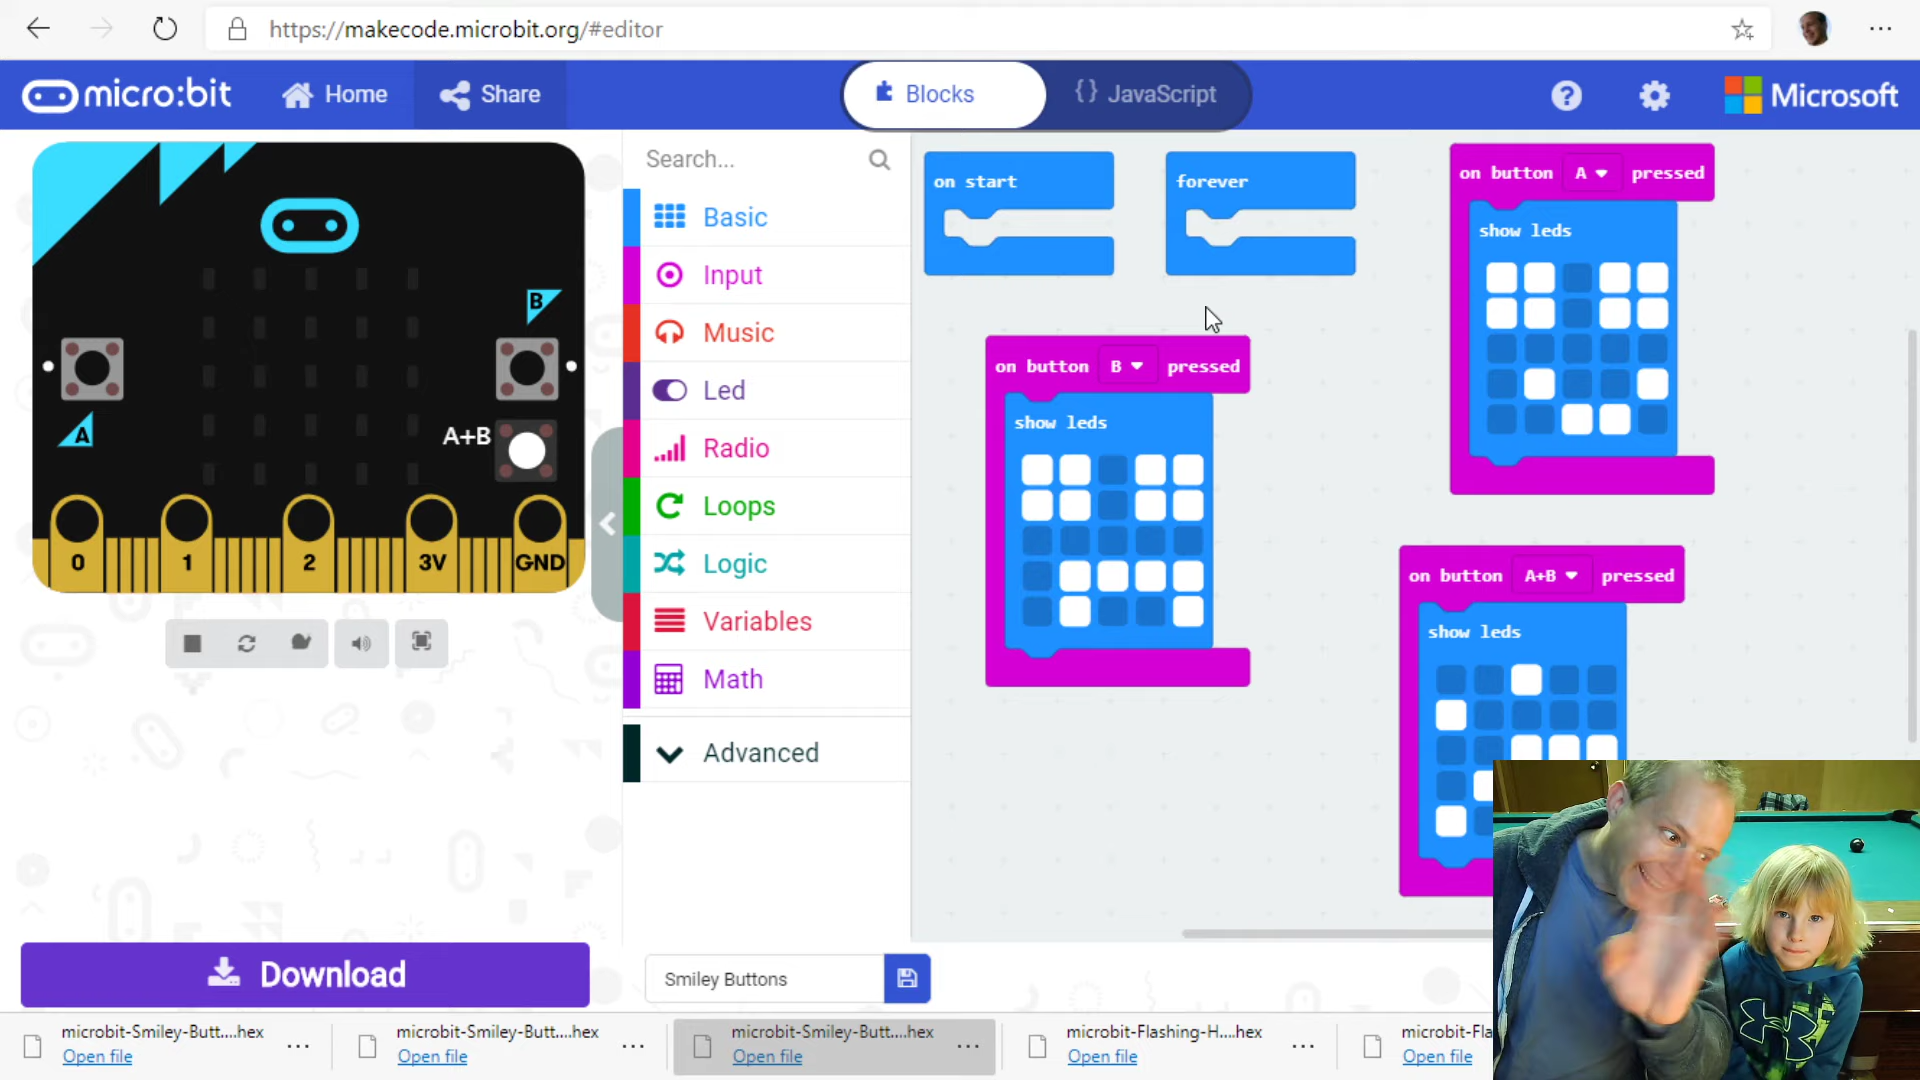 https://makecode.microbit.org/#editor
micro:bit
Home
Share
Blocks
{} JavaScript
?
Microsoft
Search...
Basic
Input
Music
Led
Radio
Loops
Logic
Variables
Math
Advanced
B
A
A+B
0
1
2
3V
GND
on start
forever
on button A pressed
show leds
on button B pressed
show leds
on button A+B pressed
show leds
Download
Smiley Buttons
microbit-Smiley-Butt....hex
Open file
microbit-Smiley-Butt....hex
Open file
microbit-Smiley-Butt....hex
Open file
microbit-Flashing-H....hex
Open file
microbit-Fla
Open file